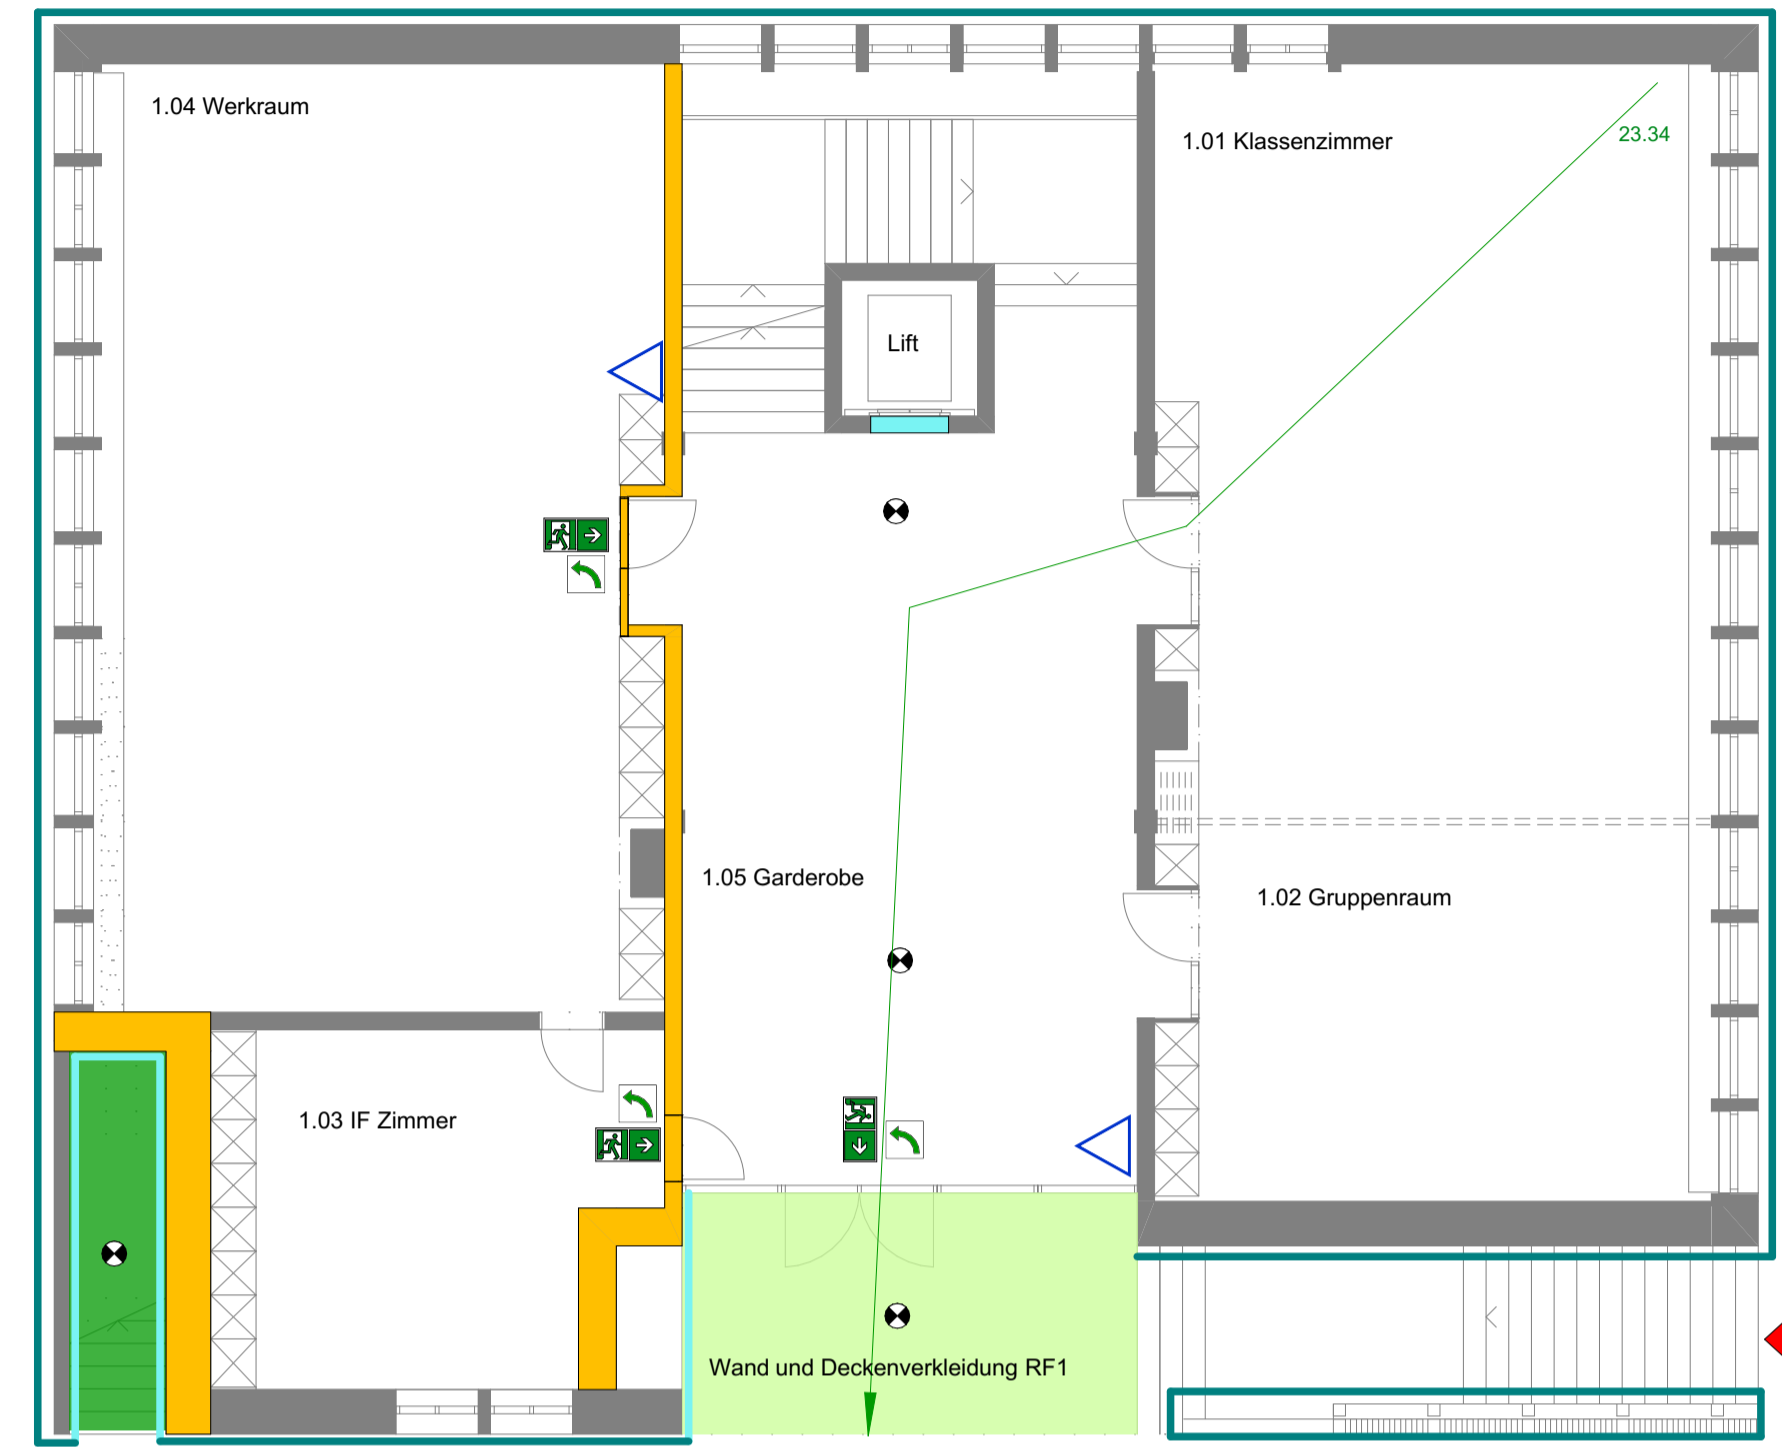 1.04 Werkraum
1.01 Klassenzimmer
23.34
Lift
1.05 Garderobe
1.02 Gruppenraum
1.03 IF Zimmer
Wand und Deckenverkleidung RF1